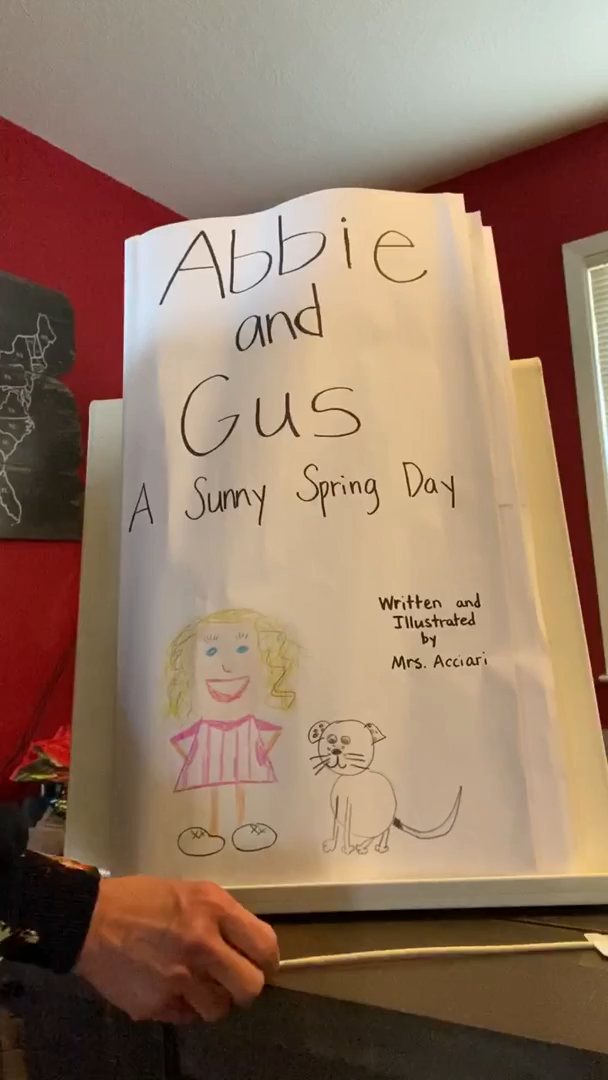 Abbie
and
Gus
A Sunny Spring Day
Written and
Illustrated
by
Mrs. Acciari